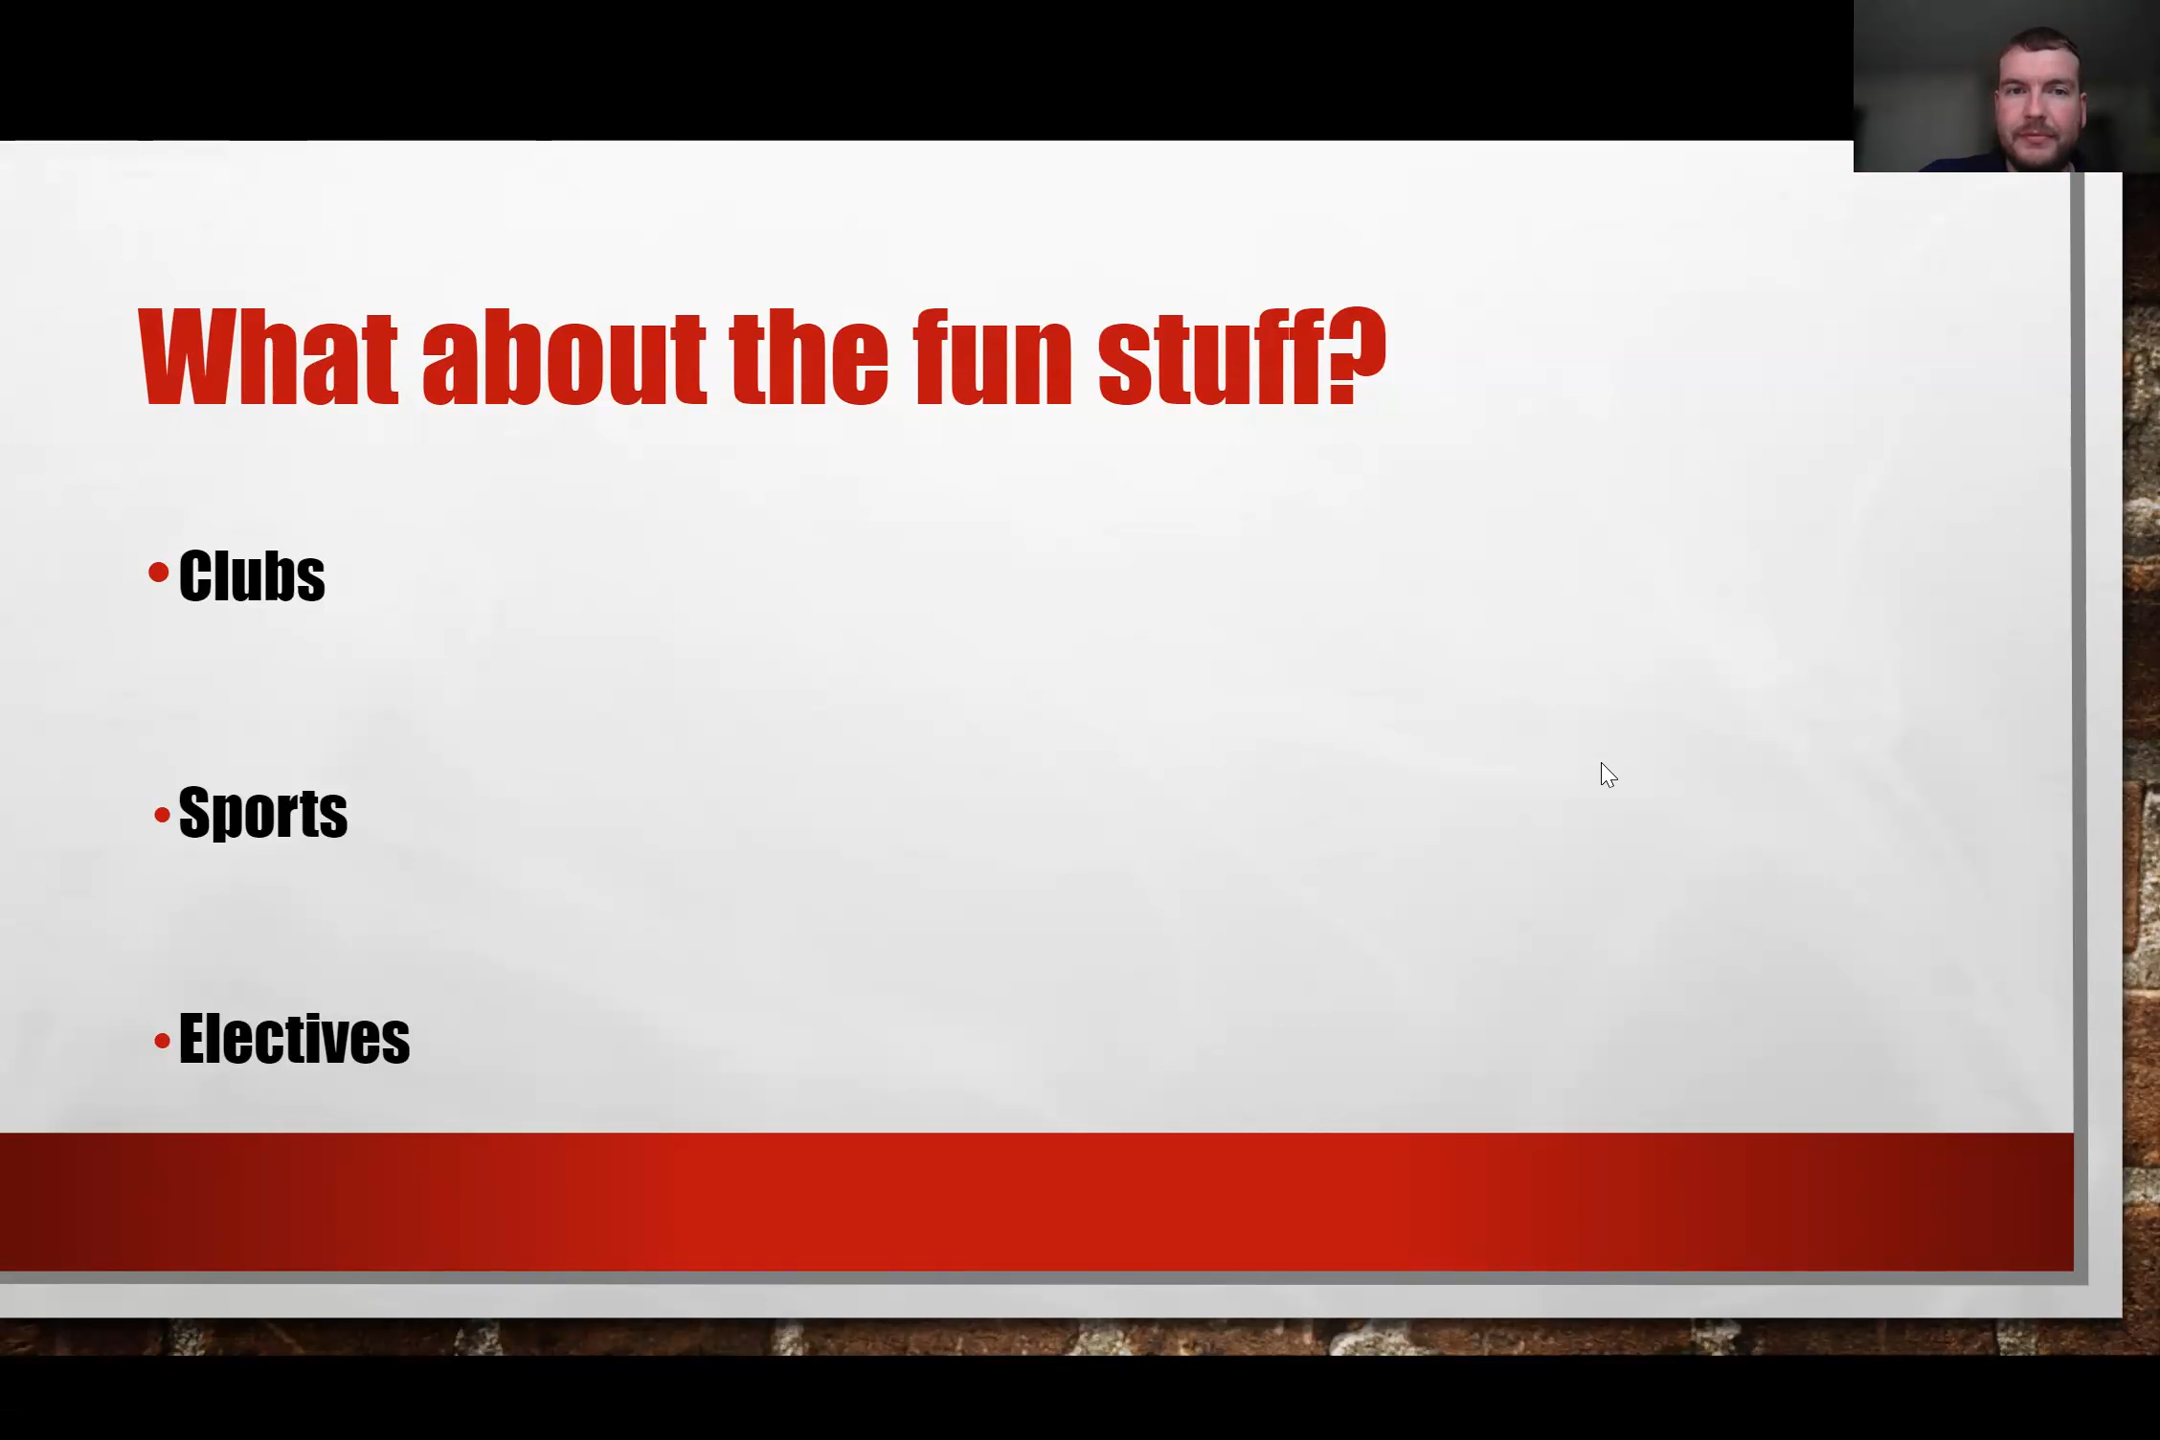 What about the fun stuff?
• Clubs
• Sports
• Electives